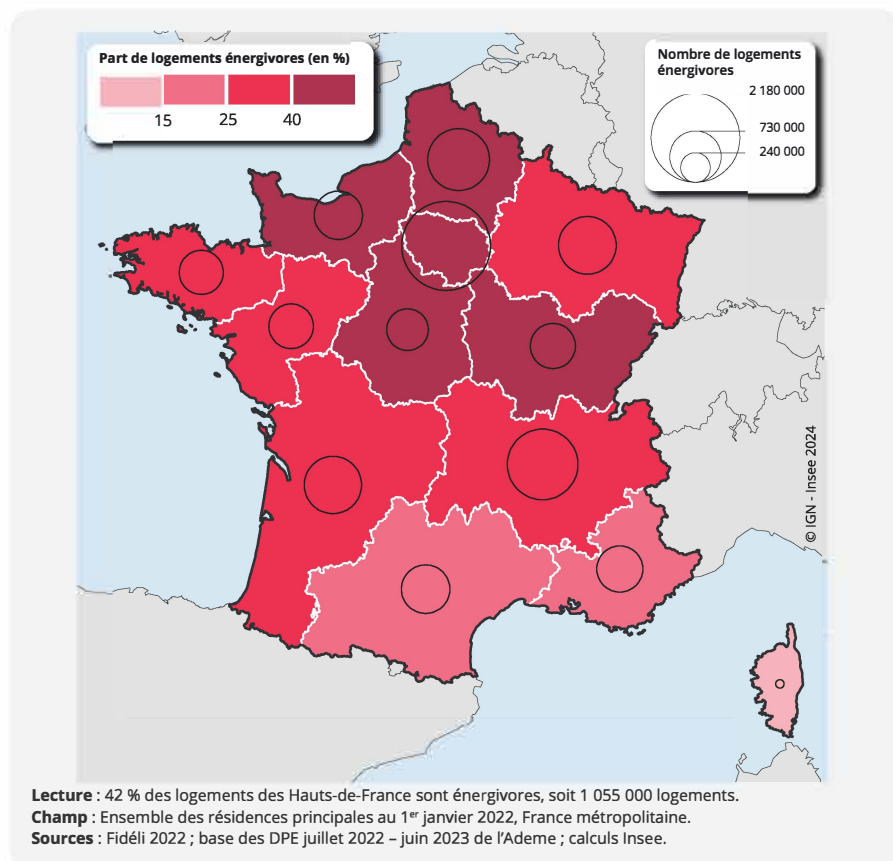 Part de logements énergivores (en %)
15 25 40
Nombre de logements
énergivores
2 180 000
730 000
240 000
© IGN - Insee 2024
Lecture : 42 % des logements des Hauts-de-France sont énergivores, soit 1 055 000 logements.
Champ : Ensemble des résidences principales au 1er janvier 2022, France métropolitaine.
Sources : Fidéli 2022 ; base des DPE juillet 2022 – juin 2023 de l'Ademe ; calculs Insee.